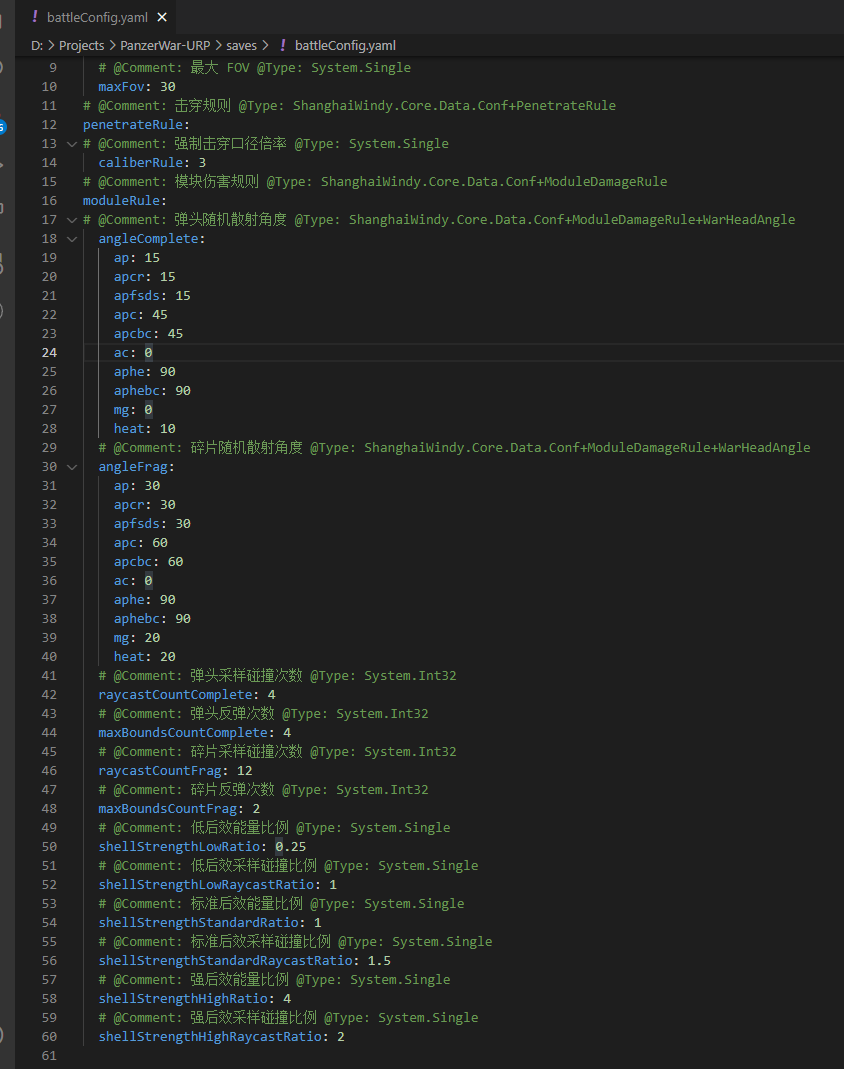 ! battleConfig.yaml ×
D: > Projects > PanzerWar-URP > saves > ! battleConfig.yaml
9 # @Comment: 最大 FOV @Type: System.Single
10 maxFov: 30
11 # @Comment: 击穿规则 @Type: ShanghaiWindy.Core.Data.Conf+PenetrateRule
12 penetrateRule:
13 # @Comment: 强制击穿口径倍率 @Type: System.Single
14 caliberRule: 3
15 # @Comment: 模块伤害规则 @Type: ShanghaiWindy.Core.Data.Conf+ModuleDamageRule
16 moduleRule:
17 # @Comment: 弹头随机散射角度 @Type: ShanghaiWindy.Core.Data.Conf+ModuleDamageRule+WarHeadAngle
18 angleComplete:
19 ap: 15
20 apcr: 15
21 apfsds: 15
22 apc: 45
23 apcbc: 45
24 ac: 0
25 aphe: 90
26 aphebc: 90
27 mg: 0
28 heat: 10
29 # @Comment: 碎片随机散射角度 @Type: ShanghaiWindy.Core.Data.Conf+ModuleDamageRule+WarHeadAngle
30 angleFrag:
31 ap: 30
32 apcr: 30
33 apfsds: 30
34 apc: 60
35 apcbc: 60
36 ac: 0
37 aphe: 90
38 aphebc: 90
39 mg: 20
40 heat: 20
41 # @Comment: 弹头采样碰撞次数 @Type: System.Int32
42 raycastCountComplete: 4
43 # @Comment: 弹头反弹次数 @Type: System.Int32
44 maxBoundsCountComplete: 4
45 # @Comment: 碎片采样碰撞次数 @Type: System.Int32
46 raycastCountFrag: 12
47 # @Comment: 碎片反弹次数 @Type: System.Int32
48 maxBoundsCountFrag: 2
49 # @Comment: 低后效能量比例 @Type: System.Single
50 shellStrengthLowRatio: 0.25
51 # @Comment: 低后效采样碰撞比例 @Type: System.Single
52 shellStrengthLowRaycastRatio: 1
53 # @Comment: 标准后效能量比例 @Type: System.Single
54 shellStrengthStandardRatio: 1
55 # @Comment: 标准后效采样碰撞比例 @Type: System.Single
56 shellStrengthStandardRaycastRatio: 1.5
57 # @Comment: 强后效能量比例 @Type: System.Single
58 shellStrengthHighRatio: 4
59 # @Comment: 强后效采样碰撞比例 @Type: System.Single
60 shellStrengthHighRaycastRatio: 2
61